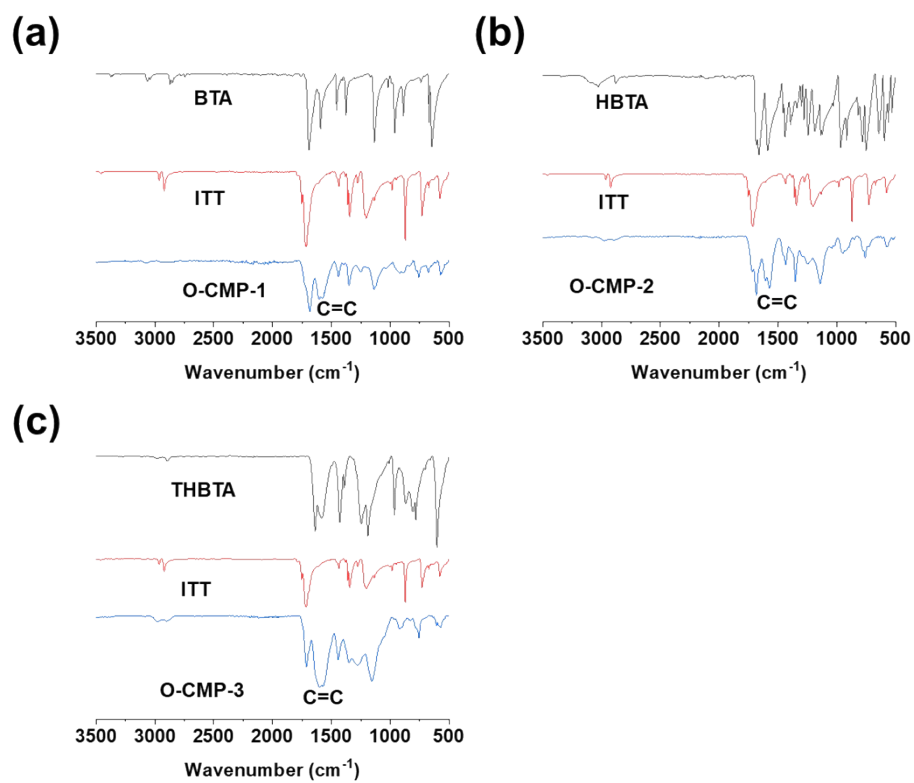 (a)
BTA
ITT
O-CMP-1
C=C
3500 3000 2500 2000 1500 1000 500
Wavenumber (cm⁻¹)
(b)
HBTA
ITT
O-CMP-2
C=C
3500 3000 2500 2000 1500 1000 500
Wavenumber (cm⁻¹)
(c)
THBTA
ITT
O-CMP-3
C=C
3500 3000 2500 2000 1500 1000 500
Wavenumber (cm⁻¹)